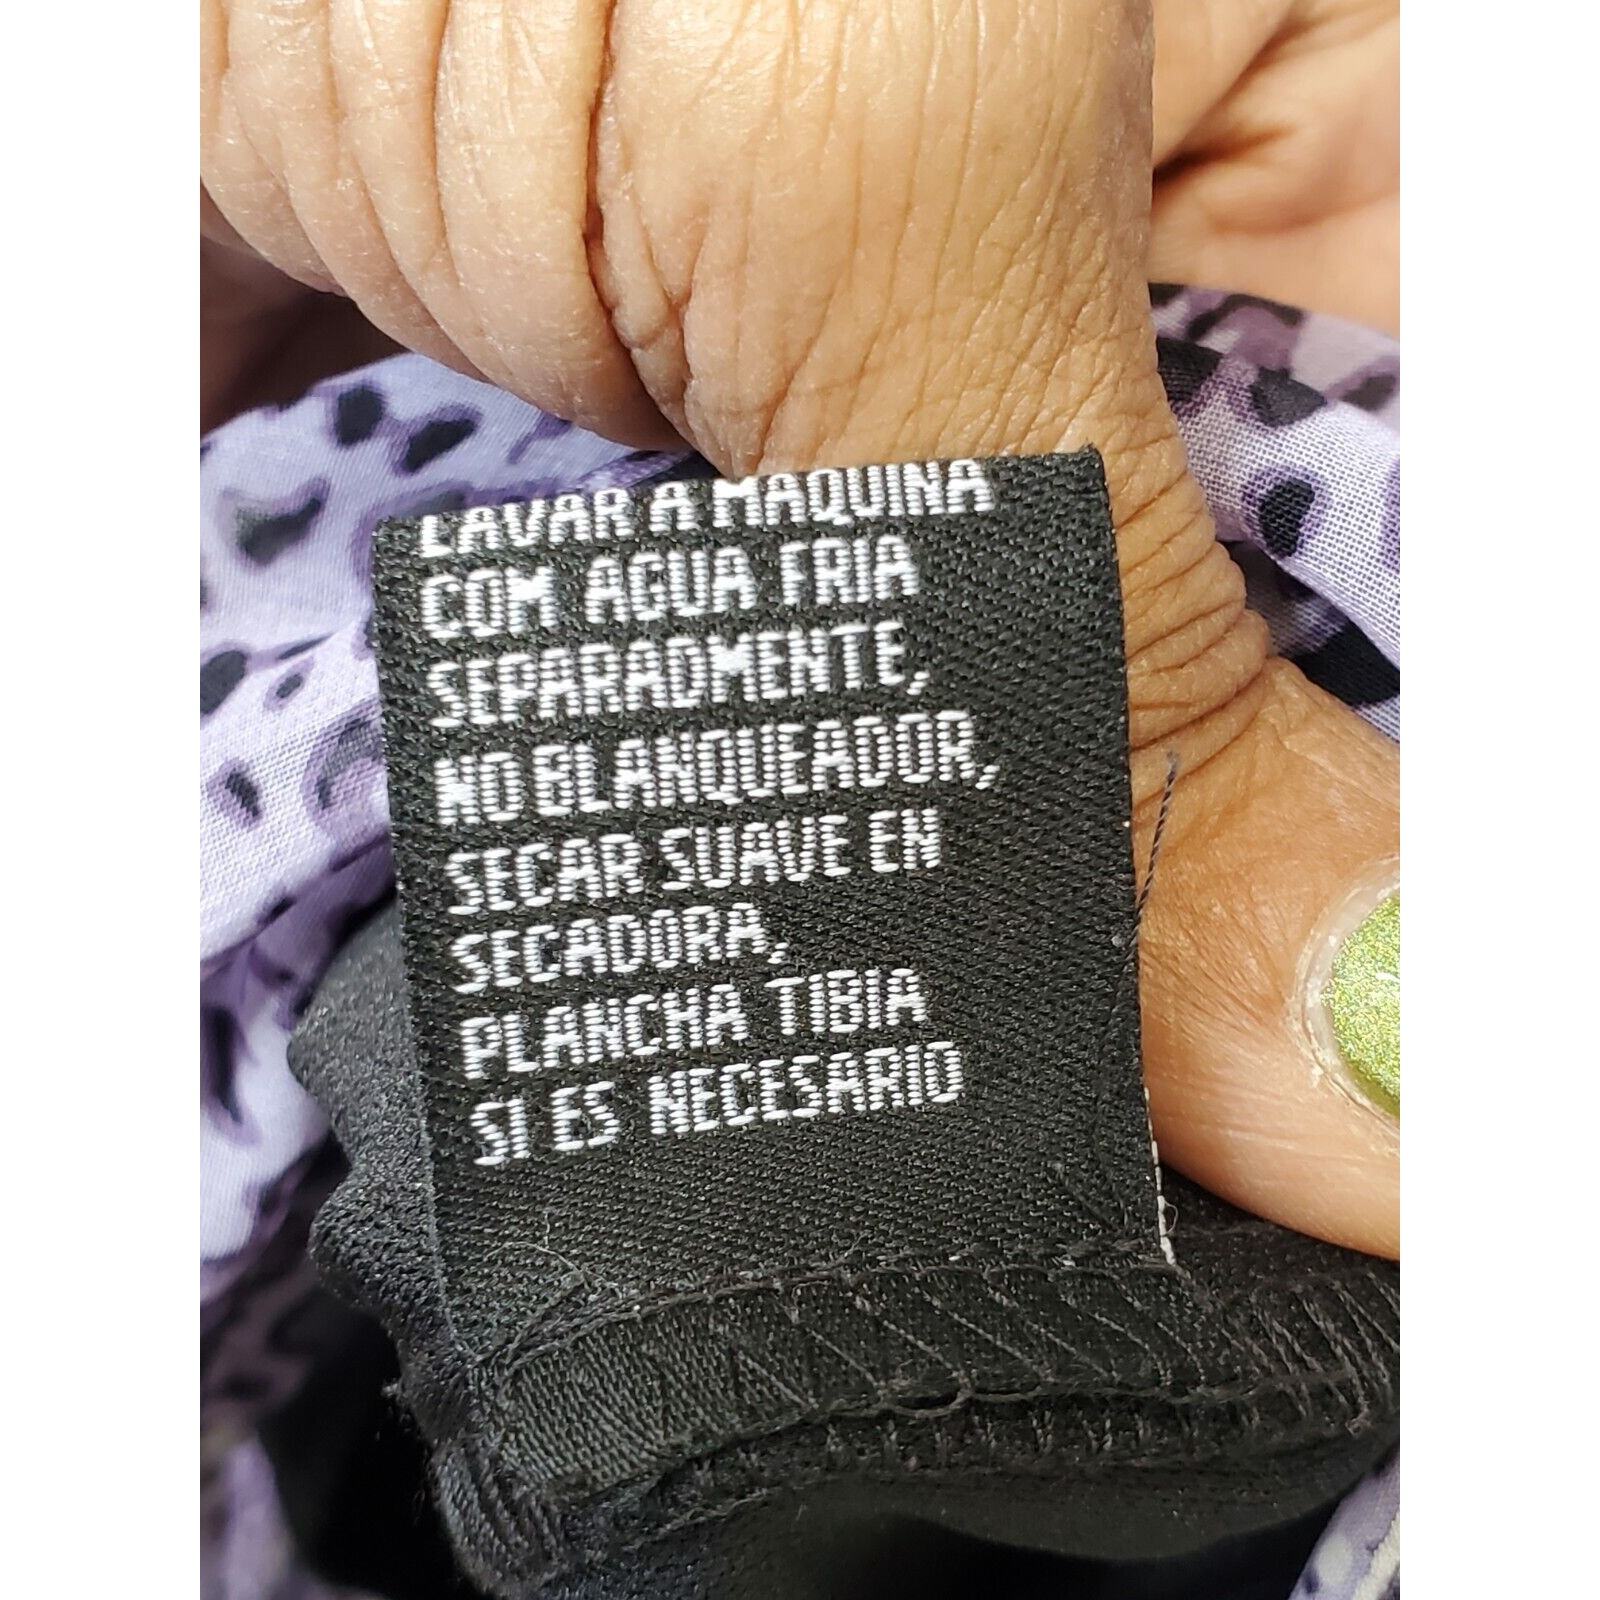 LAVAR A MAQUINA
COM AGUA FRIA
SEPARADMENTE,
NO BLANQUEADOR,
SECAR SUAVE EN
SECADORA,
PLANCHA TIBIA
SI ES NECESARIO